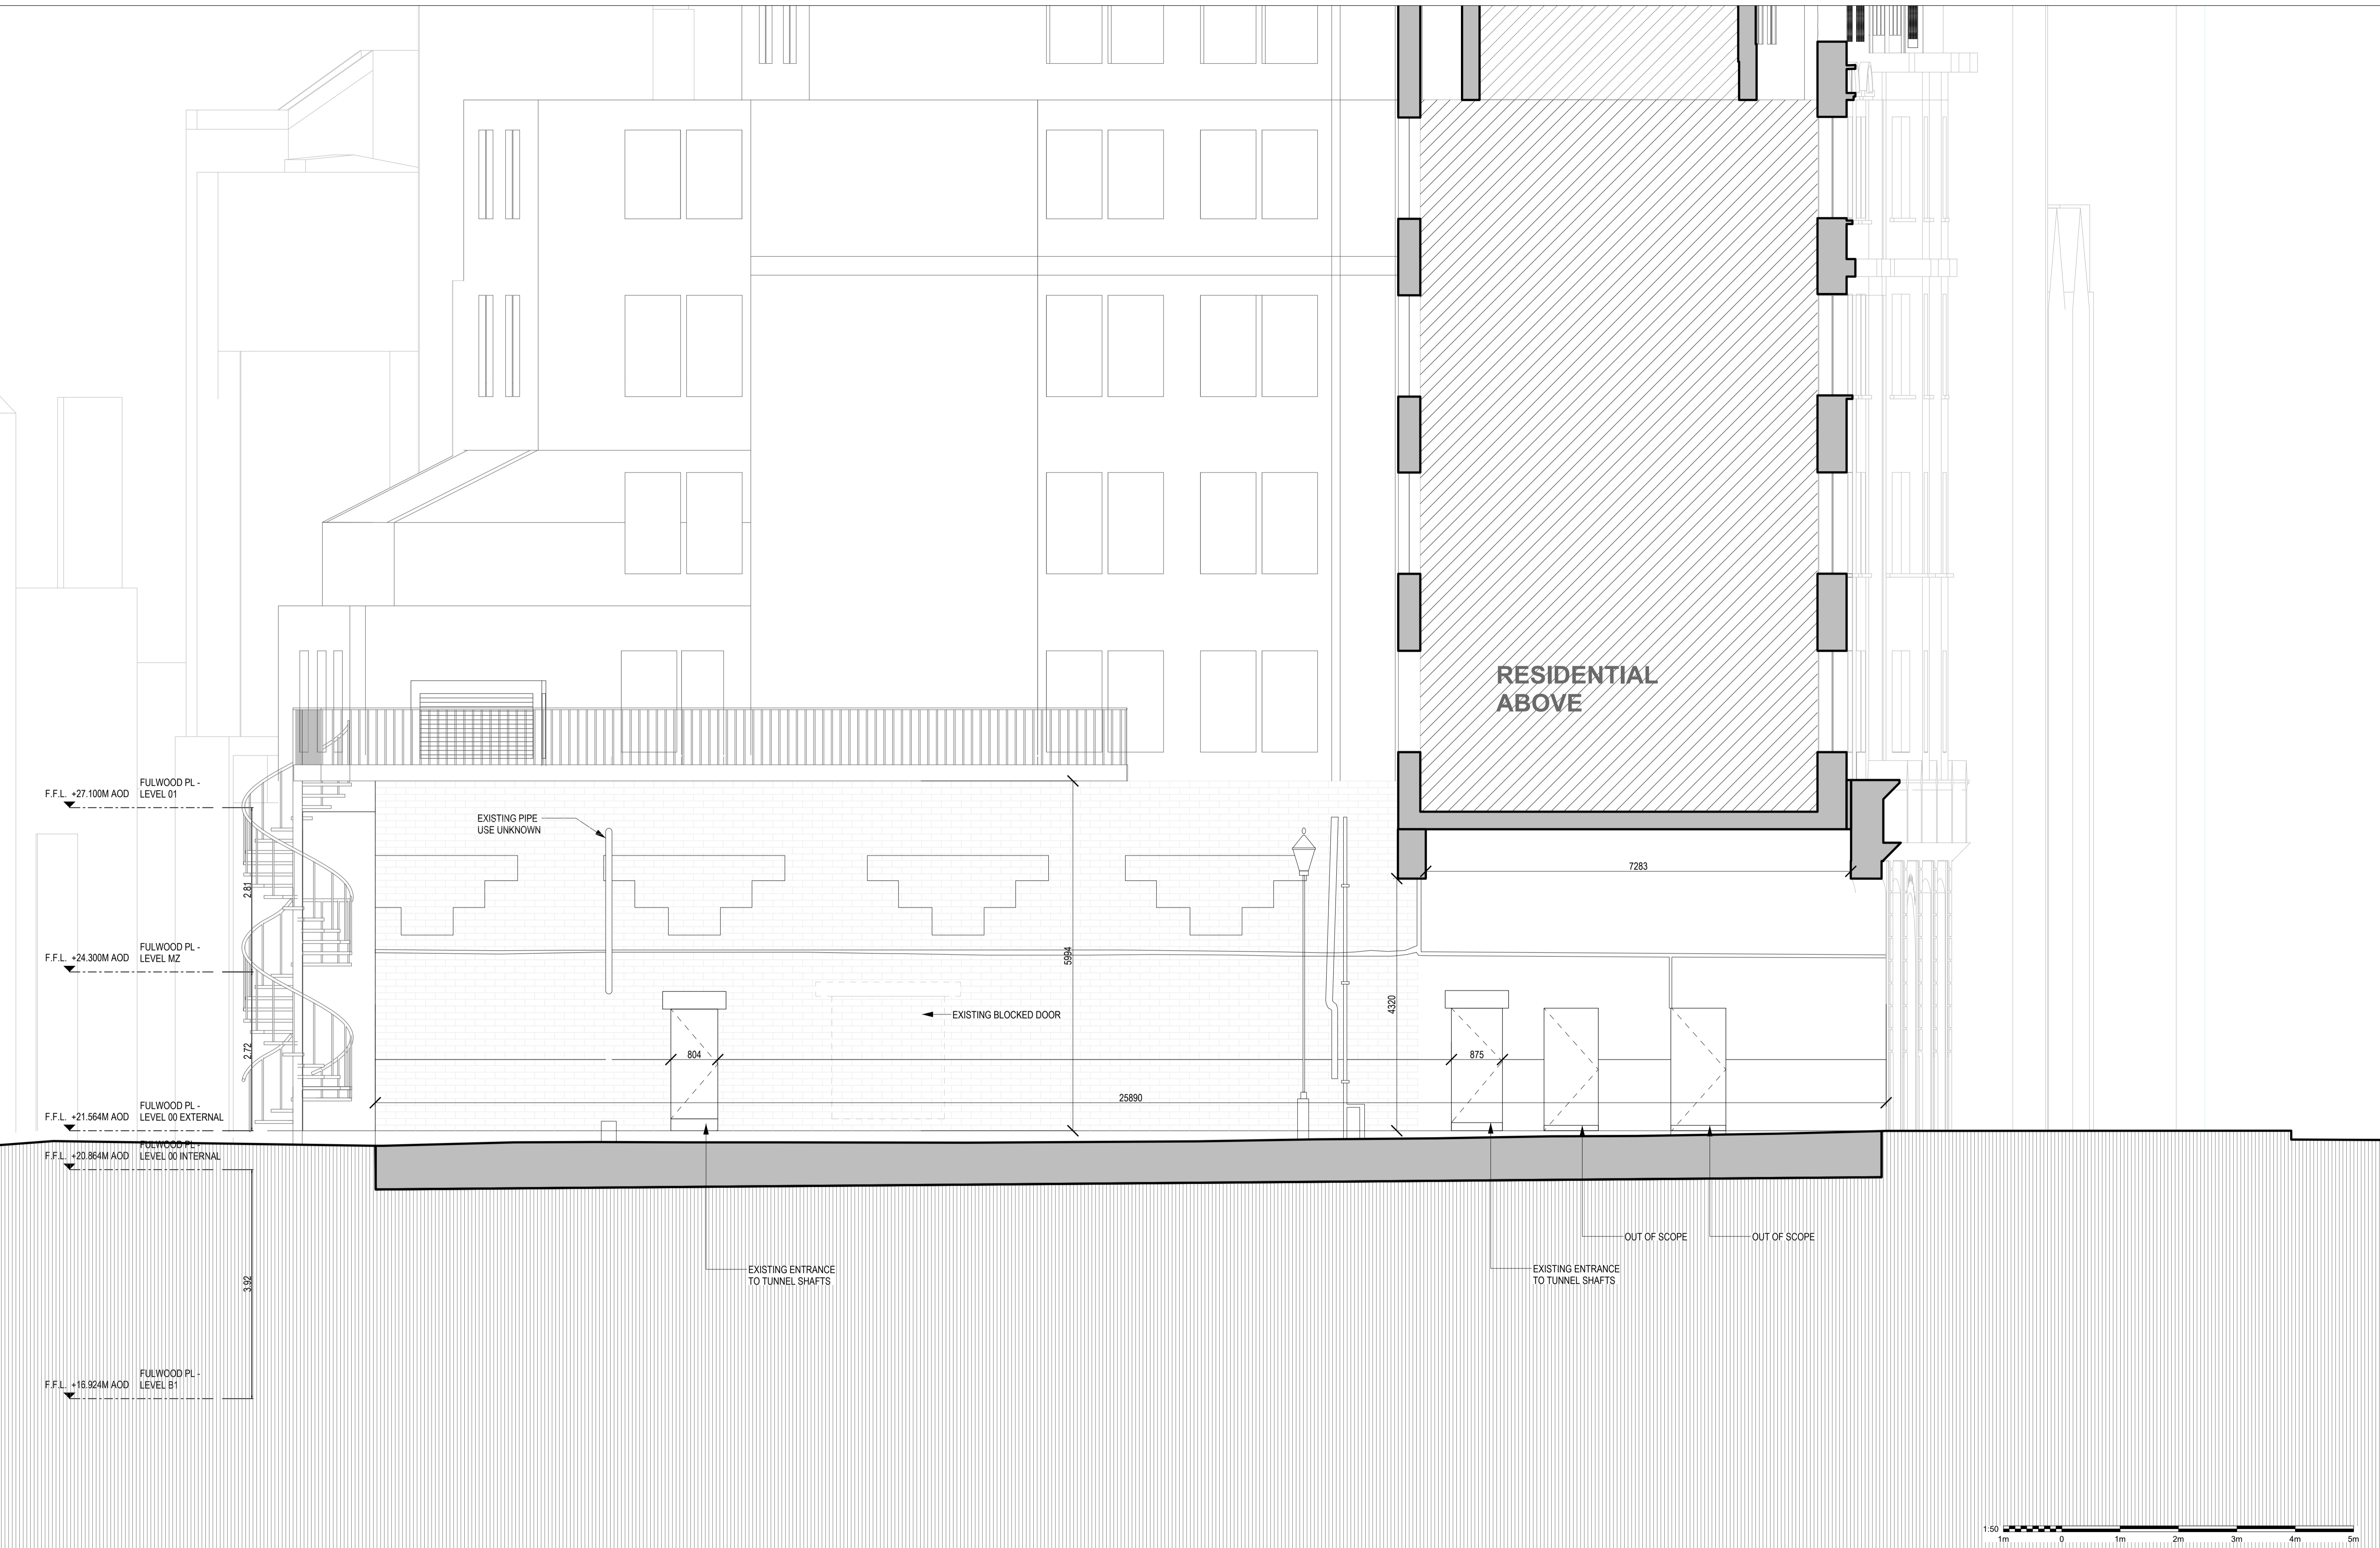 RESIDENTIAL
ABOVE
FULWOOD PL -
F.F.L. +27.100M AOD LEVEL 01
EXISTING PIPE
USE UNKNOWN
7283
2.81
FULWOOD PL -
F.F.L. +24.300M AOD LEVEL MZ
5994
4320
EXISTING BLOCKED DOOR
2.72
804
875
25890
FULWOOD PL -
F.F.L. +21.564M AOD LEVEL 00 EXTERNAL
FULWOOD PL -
F.F.L. +20.864M AOD LEVEL 00 INTERNAL
OUT OF SCOPE
OUT OF SCOPE
EXISTING ENTRANCE
TO TUNNEL SHAFTS
EXISTING ENTRANCE
TO TUNNEL SHAFTS
3.92
FULWOOD PL -
F.F.L. +16.924M AOD LEVEL B1
1:50
1m 0 1m 2m 3m 4m 5m